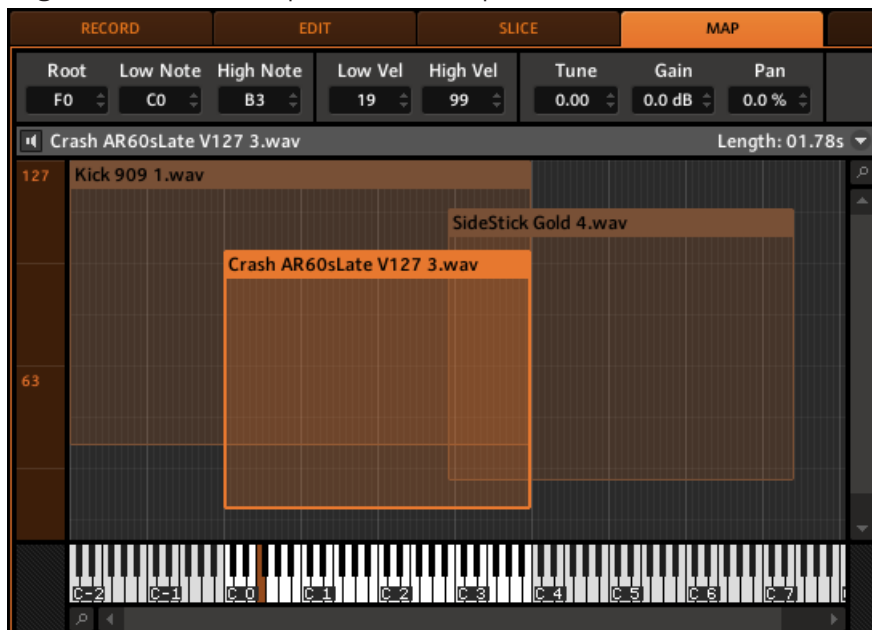 RECORD EDIT SLICE MAP
Root Low Note High Note Low Vel High Vel Tune Gain Pan
F0 C0 B3 19 99 0.00 0.0 dB 0.0 %
Crash AR60sLate V127 3.wav Length: 01.78s
127 Kick 909 1.wav
SideStick Gold 4.wav
Crash AR60sLate V127 3.wav
63
C-2 C-1 C 0 C 1 C 2 C 3 C 4 C 5 C 6 C 7